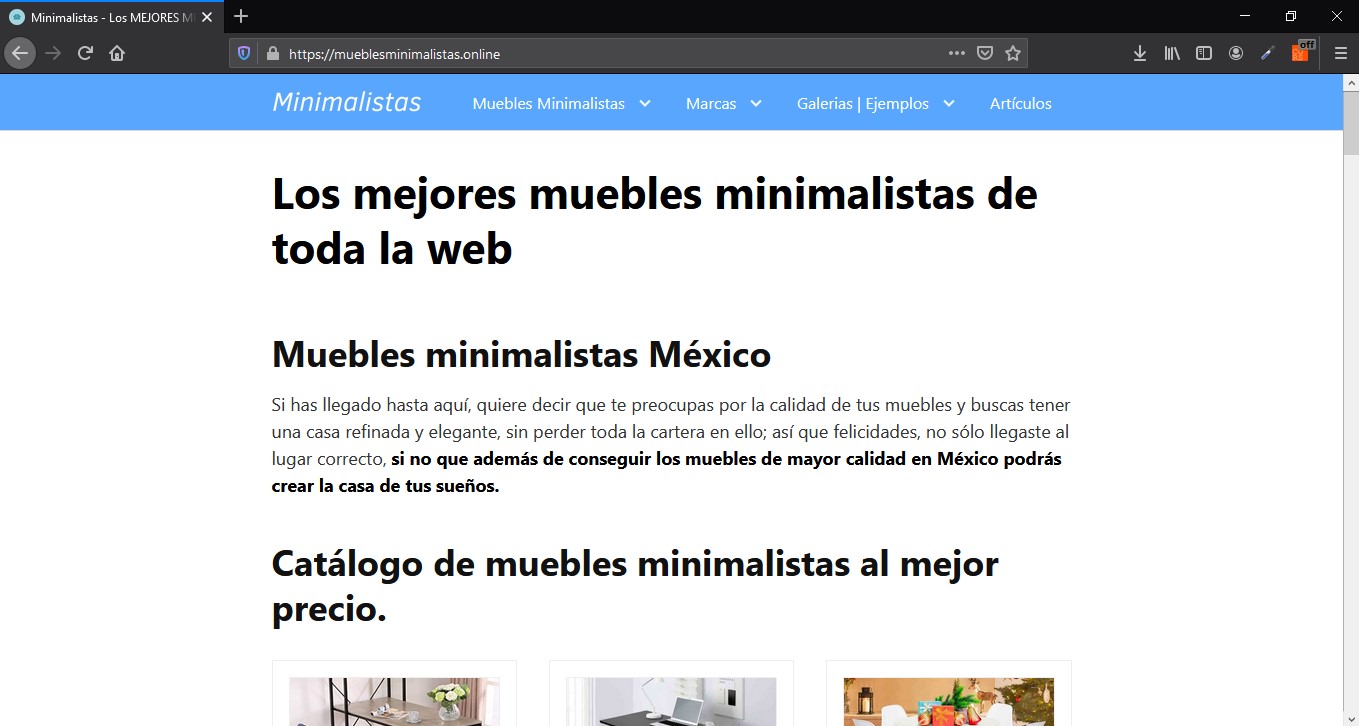 Minimalistas - Los MEJORES M
https://mueblesminimalistas.online
off
Minimalistas
Muebles Minimalistas
Marcas
Galerias | Ejemplos
Artículos
Los mejores muebles minimalistas de
toda la web
Muebles minimalistas México
Si has llegado hasta aquí, quiere decir que te preocupas por la calidad de tus muebles y buscas tener
una casa refinada y elegante, sin perder toda la cartera en ello; así que felicidades, no sólo llegaste al
lugar correcto, si no que además de conseguir los muebles de mayor calidad en México podrás
crear la casa de tus sueños.
Catálogo de muebles minimalistas al mejor
precio.